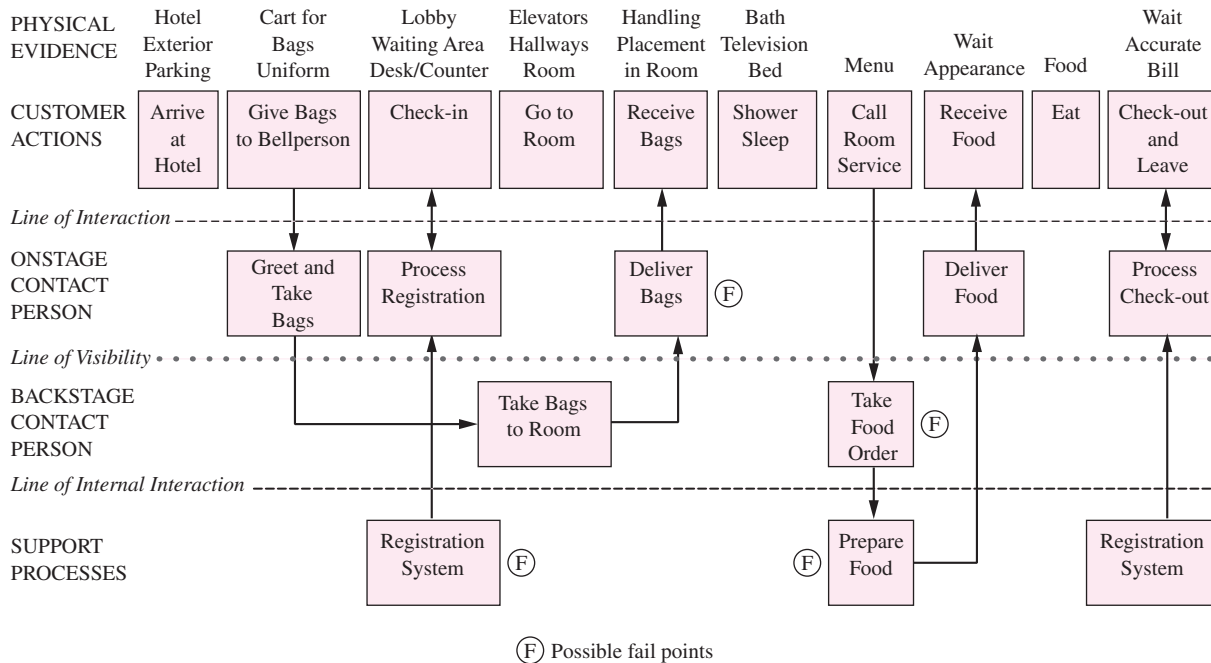 PHYSICAL
EVIDENCE
Hotel
Exterior
Parking
Cart for
Bags
Uniform
Lobby
Waiting Area
Desk/Counter
Elevators
Hallways
Room
Handling
Placement
in Room
Bath
Television
Bed
Menu
Wait
Appearance
Food
Wait
Accurate
Bill
CUSTOMER
ACTIONS
Arrive
at
Hotel
Give Bags
to Bellperson
Check-in
Go to
Room
Receive
Bags
Shower
Sleep
Call
Room
Service
Receive
Food
Eat
Check-out
and
Leave
Line of Interaction
ONSTAGE
CONTACT
PERSON
Greet and
Take
Bags
Process
Registration
Deliver
Bags
F
Deliver
Food
Process
Check-out
Line of Visibility
BACKSTAGE
CONTACT
PERSON
Take Bags
to Room
Take
Food
Order
F
Line of Internal Interaction
SUPPORT
PROCESSES
Registration
System
F
F
Prepare
Food
Registration
System
F Possible fail points